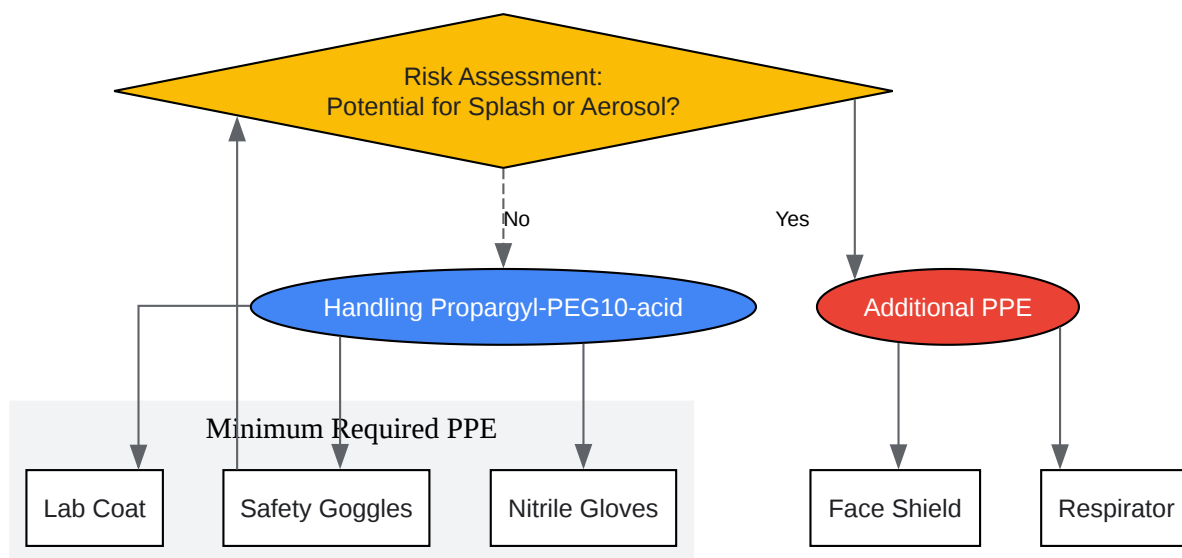 Risk Assessment:
Potential for Splash or Aerosol?
No
Yes
Handling Propargyl-PEG10-acid
Additional PPE
Minimum Required PPE
Lab Coat
Safety Goggles
Nitrile Gloves
Face Shield
Respirator